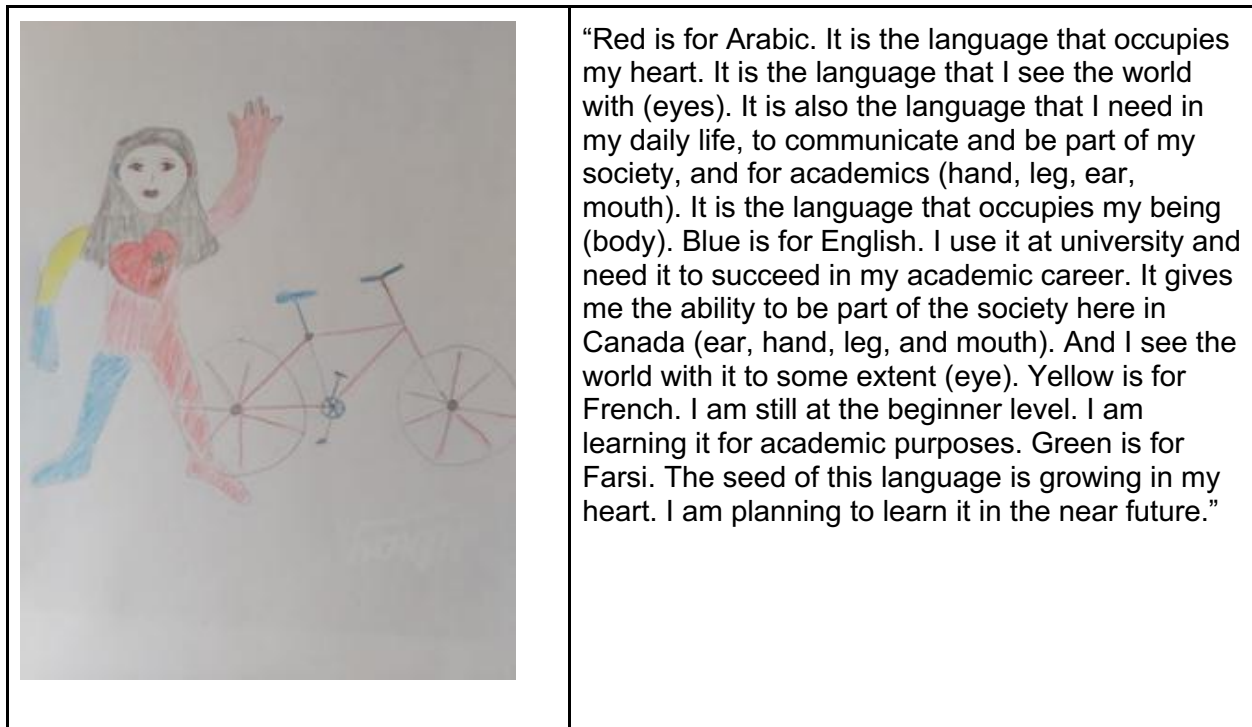 “Red is for Arabic. It is the language that occupies
my heart. It is the language that I see the world
with (eyes). It is also the language that I need in
my daily life, to communicate and be part of my
society, and for academics (hand, leg, ear,
mouth). It is the language that occupies my being
(body). Blue is for English. I use it at university and
need it to succeed in my academic career. It gives
me the ability to be part of the society here in
Canada (ear, hand, leg, and mouth). And I see the
world with it to some extent (eye). Yellow is for
French. I am still at the beginner level. I am
learning it for academic purposes. Green is for
Farsi. The seed of this language is growing in my
heart. I am planning to learn it in the near future.”